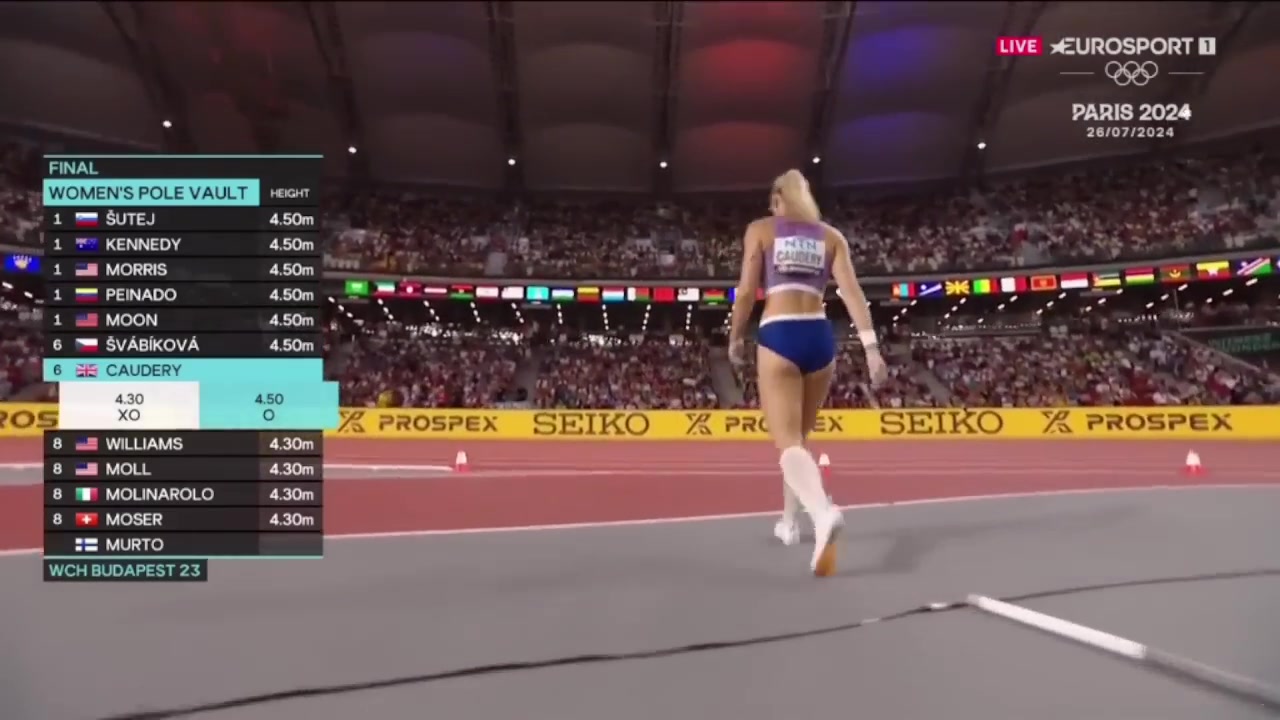 LIVE EUROSPORT 1
PARIS 2024
26/07/2024
FINAL
WOMEN'S POLE VAULT HEIGHT
1 ŠUTEJ 4.50m
1 KENNEDY 4.50m
1 MORRIS 4.50m
1 PEINADO 4.50m
1 MOON 4.50m
6 ŠVÁBÍKOVÁ 4.50m
6 CAUDERY
4.30 4.50
XO O
8 WILLIAMS 4.30m
8 MOLL 4.30m
8 MOLINAROLO 4.30m
8 MOSER 4.30m
MURTO
WCH BUDAPEST 23
NTN
CAUDERY
PROSPEX SEIKO PROSPEX SEIKO PROSPEX